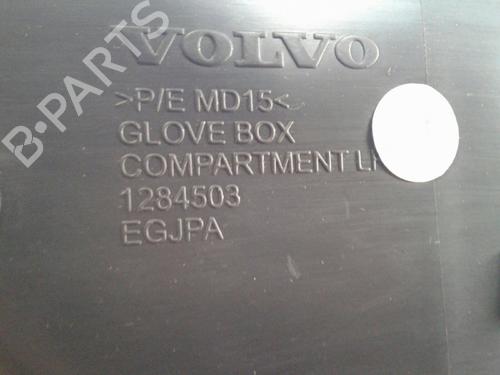 VOLVO
>P/E MD15<
GLOVE BOX
COMPARTMENT
1284503
EGJPA
B-PARTS